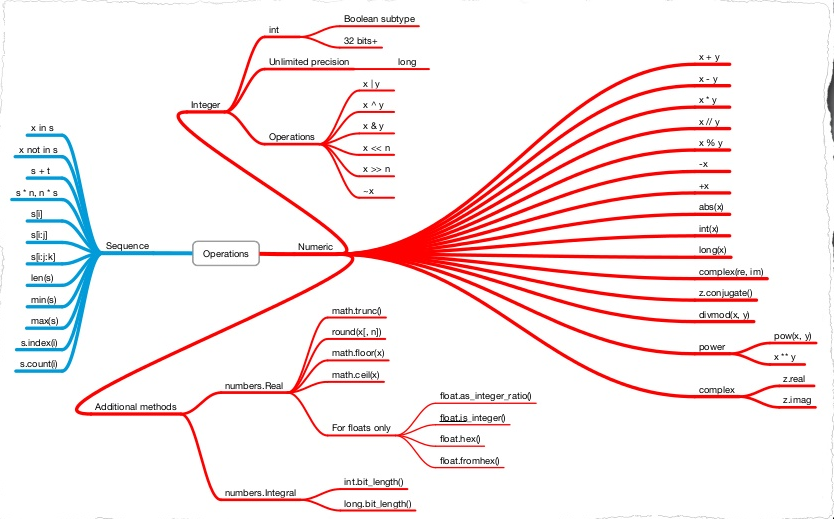 Operations
Sequence
x in s
x not in s
s + t
s * n, n * s
s[i]
s[i:j]
s[i:j:k]
len(s)
min(s)
max(s)
s.index(i)
s.count(i)
Numeric
Integer
int
Boolean subtype
32 bits+
Unlimited precision
long
Operations
x | y
x ^ y
x & y
x << n
x >> n
~x
x + y
x - y
x * y
x // y
x % y
-x
+x
abs(x)
int(x)
long(x)
complex(re, im)
z.conjugate()
divmod(x, y)
power
pow(x, y)
x ** y
complex
z.real
z.imag
Additional methods
numbers.Real
math.trunc()
round(x[, n])
math.floor(x)
math.ceil(x)
For floats only
float.as_integer_ratio()
float.is_integer()
float.hex()
float.fromhex()
numbers.Integral
int.bit_length()
long.bit_length()